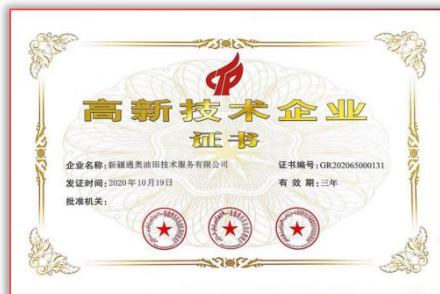 高新技术企业
证书
企业名称:新疆通奥油田技术服务有限公司 证书编号:GR202065000131
发证时间:2020年10月19日 有效期:三年
批准机关: